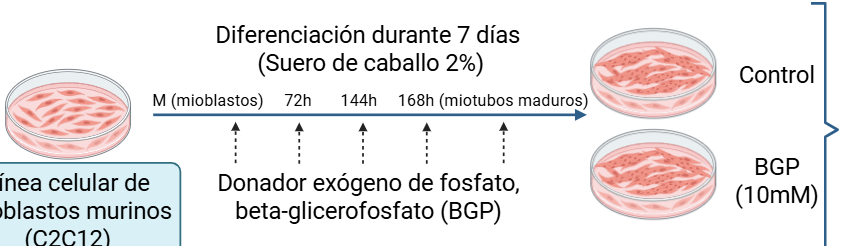 Diferenciación durante 7 días
(Suero de caballo 2%)
M (mioblastos) 72h 144h 168h (miotubos maduros)
Control
Donador exógeno de fosfato,
beta-glicerofosfato (BGP)
BGP
(10mM)
ínea celular de
oblastos murinos
(C2C12)